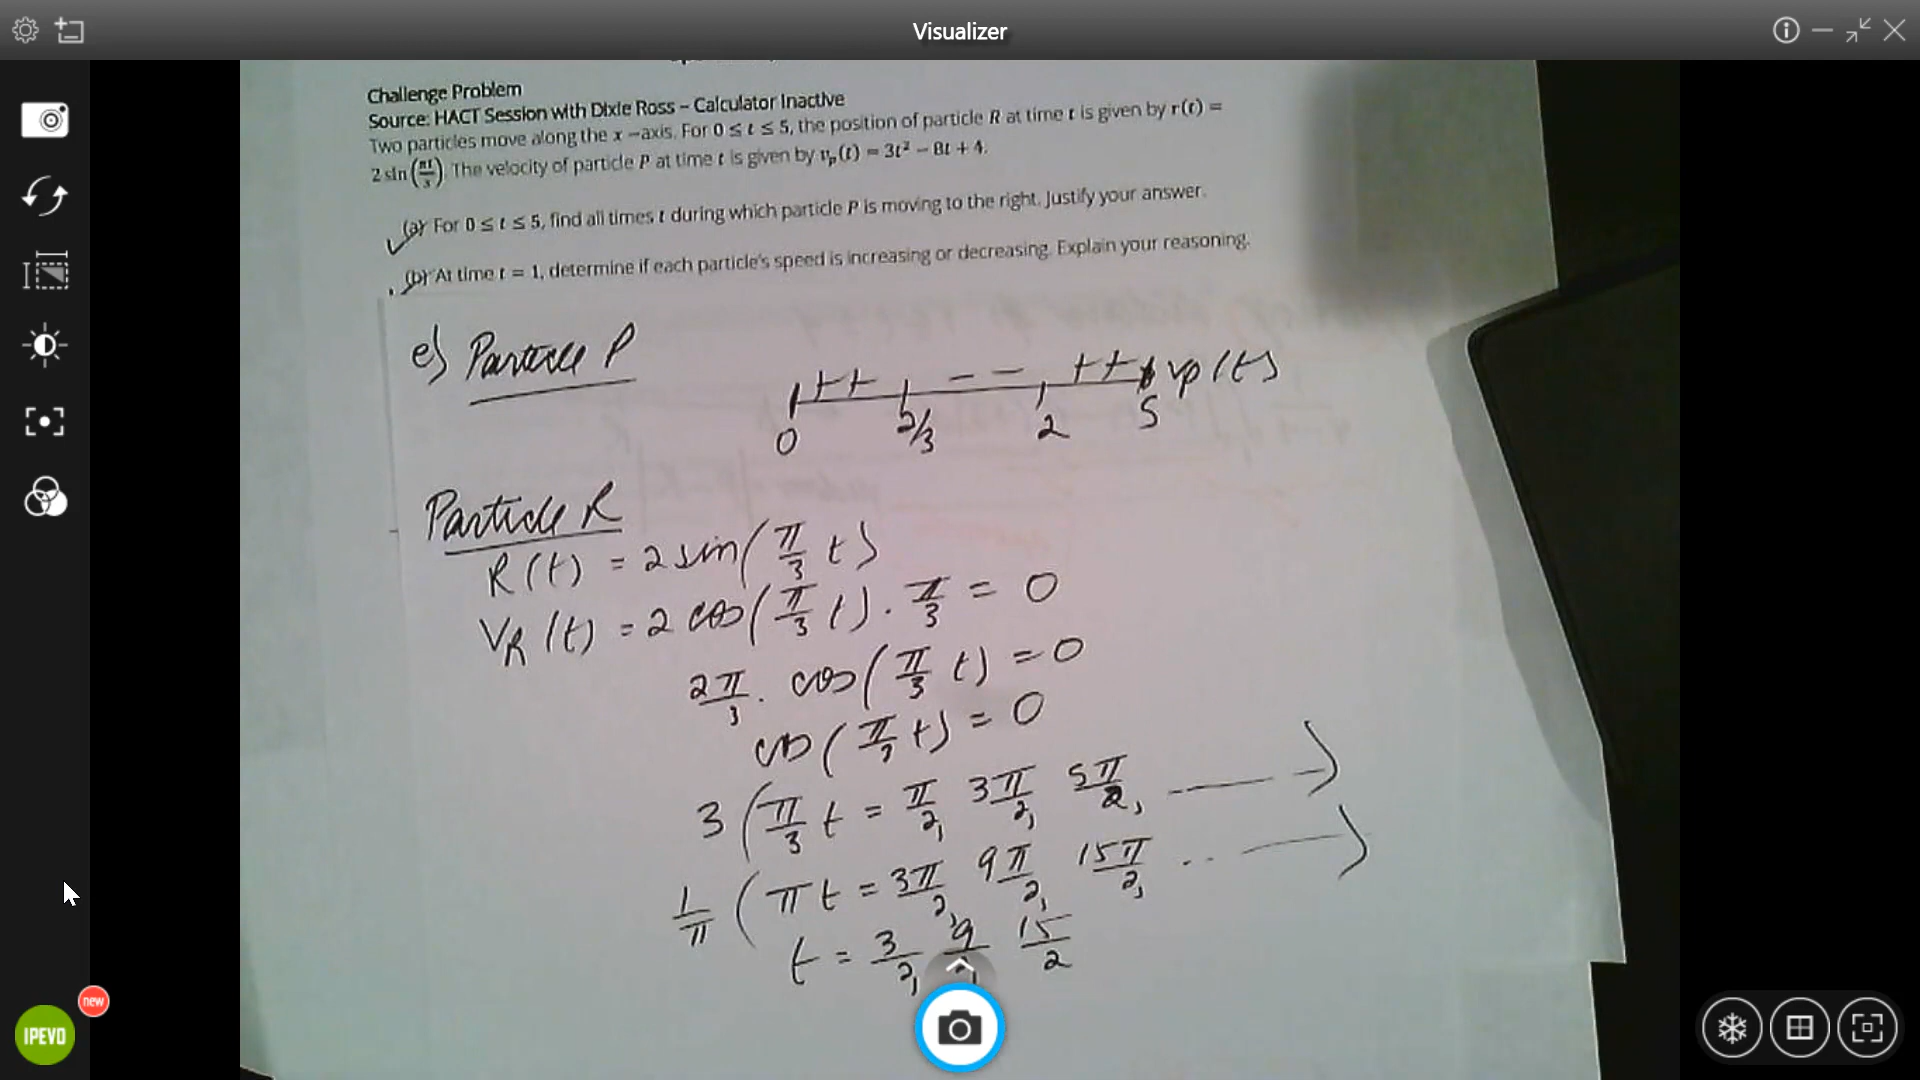 Visualizer
Challenge Problem
Source: HACT Session with Dixie Ross – Calculator Inactive
Two particles move along the x –axis. For 0 ≤ t ≤ 5, the position of particle R at time t is given by r(t) =
2 sin(πt/3). The velocity of particle P at time t is given by vₚ(t) = 3t² – 8t + 4.
(a) For 0 ≤ t ≤ 5, find all times t during which particle P is moving to the right. Justify your answer.
(b) At time t = 1, determine if each particle's speed is increasing or decreasing. Explain your reasoning.
e) Particle P
++ – – ++ vp(t)
0 2/3 2 5
Particle R
R(t) = 2 sin(π/3 t)
VR(t) = 2 cos(π/3 t) · π/3 = 0
2π/3 · cos(π/3 t) = 0
cos(π/3 t) = 0
3(π/3 t = π/2, 3π/2, 5π/2, → )
1/π (πt = 3π/2, 9π/2, 15π/2, .. → )
t = 3/2, 9/2, 15/2
new
IPEVO